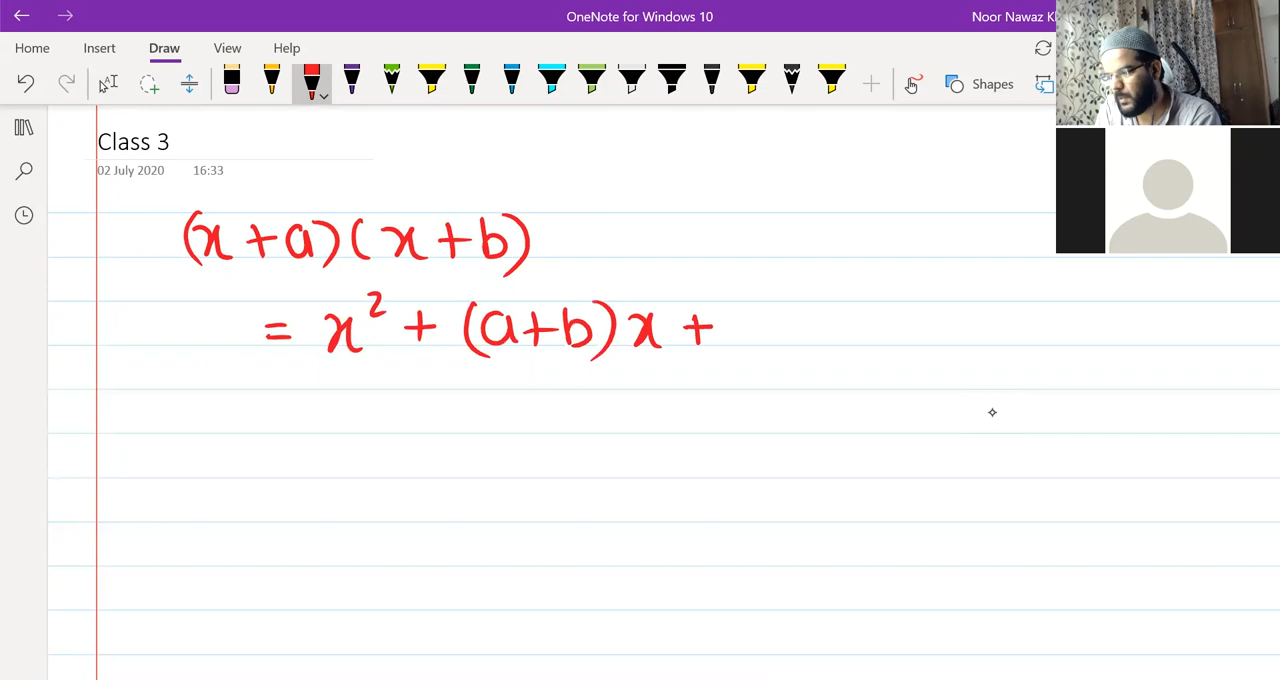 OneNote for Windows 10
Noor Nawaz K
Home Insert Draw View Help
Shapes
Class 3
02 July 2020 16:33
(x+a)(x+b)
= x² + (a+b)x +